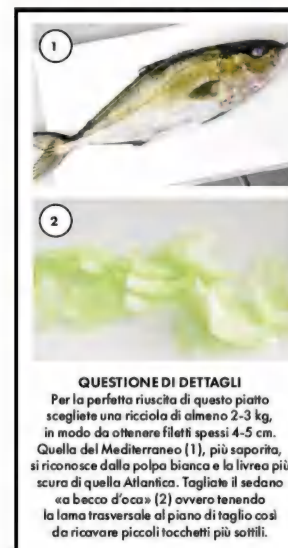 1
2
QUESTIONE DI DETTAGLI
Per la perfetta riuscita di questo piatto
scegliete una ricciola di almeno 2-3 kg,
in modo da ottenere filetti spessi 4-5 cm.
Quella del Mediterraneo (1), più saporita,
si riconosce dalla polpa bianca e la livrea più
scura di quella Atlantica. Tagliate il sedano
«a becco d'oca» (2) ovvero tenendo
la lama trasversale al piano di taglio così
da ricavare piccoli tocchetti più sottili.